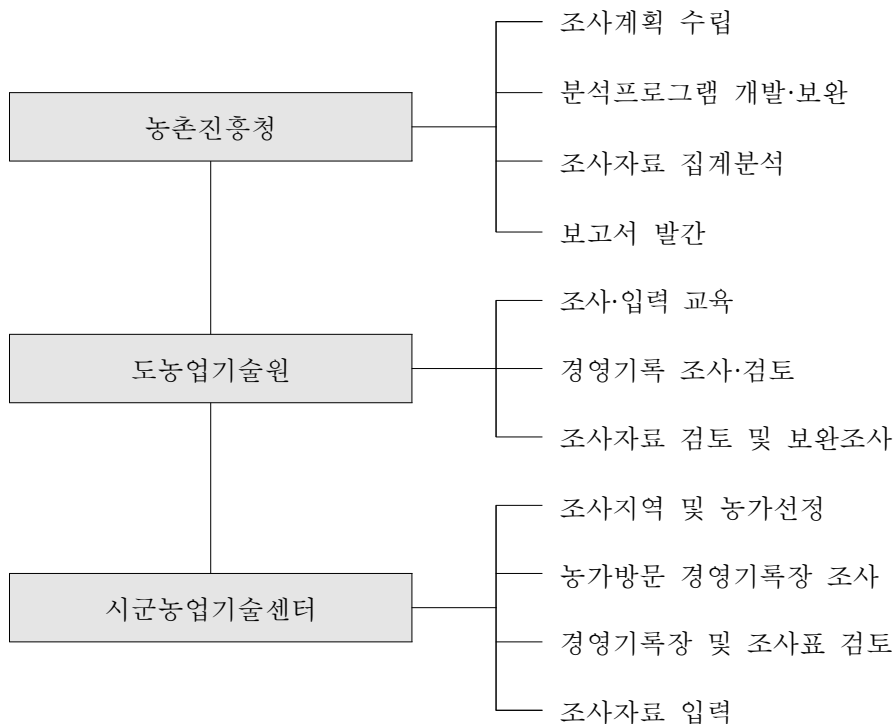 조사계획 수립
분석프로그램 개발·보완
농촌진흥청
조사자료 집계분석
보고서 발간
조사·입력 교육
도농업기술원
경영기록 조사·검토
조사자료 검토 및 보완조사
조사지역 및 농가선정
농가방문 경영기록장 조사
시군농업기술센터
경영기록장 및 조사표 검토
조사자료 입력